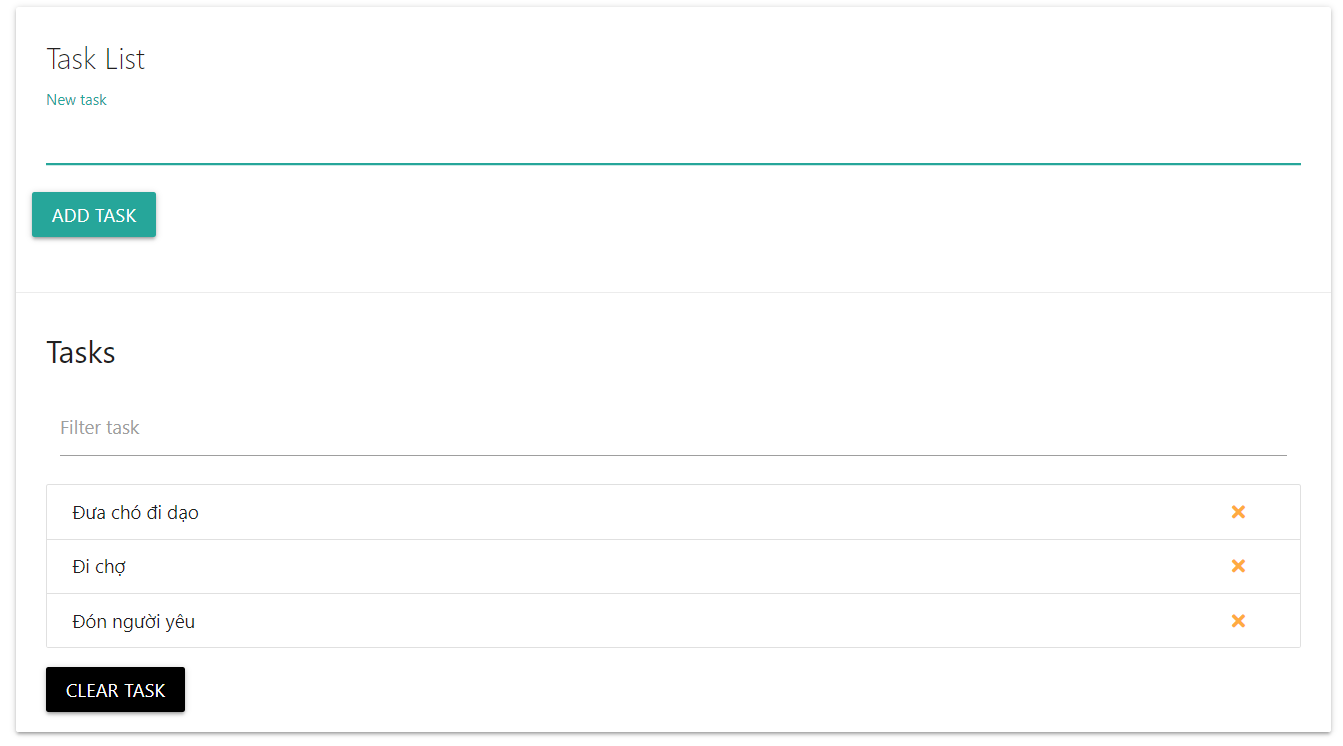 Task List
New task
ADD TASK
Tasks
Filter task
Đưa chó đi dạo
Đi chợ
Đón người yêu
CLEAR TASK